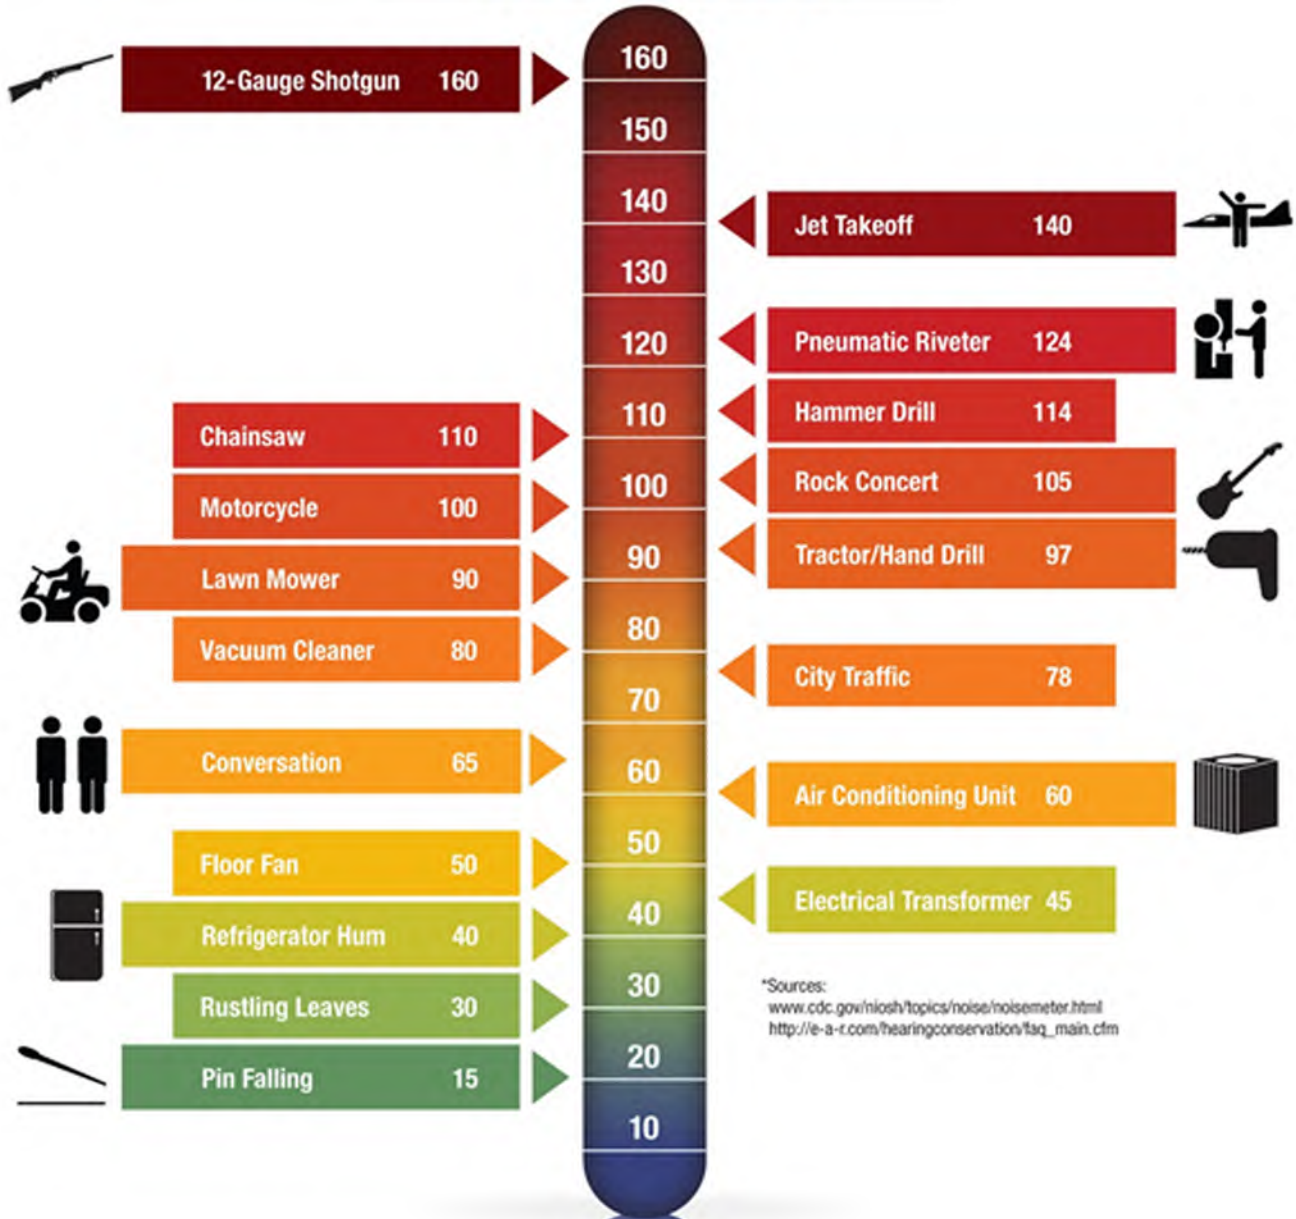 12-Gauge Shotgun 160
Chainsaw 110
Motorcycle 100
Lawn Mower 90
Vacuum Cleaner 80
Conversation 65
Floor Fan 50
Refrigerator Hum 40
Rustling Leaves 30
Pin Falling 15
160
150
140
130
120
110
100
90
80
70
60
50
40
30
20
10
Jet Takeoff 140
Pneumatic Riveter 124
Hammer Drill 114
Rock Concert 105
Tractor/Hand Drill 97
City Traffic 78
Air Conditioning Unit 60
Electrical Transformer 45
*Sources:
www.cdc.gov/niosh/topics/noise/noisemeter.html
http://e-a-r.com/hearingconservation/faq_main.cfm